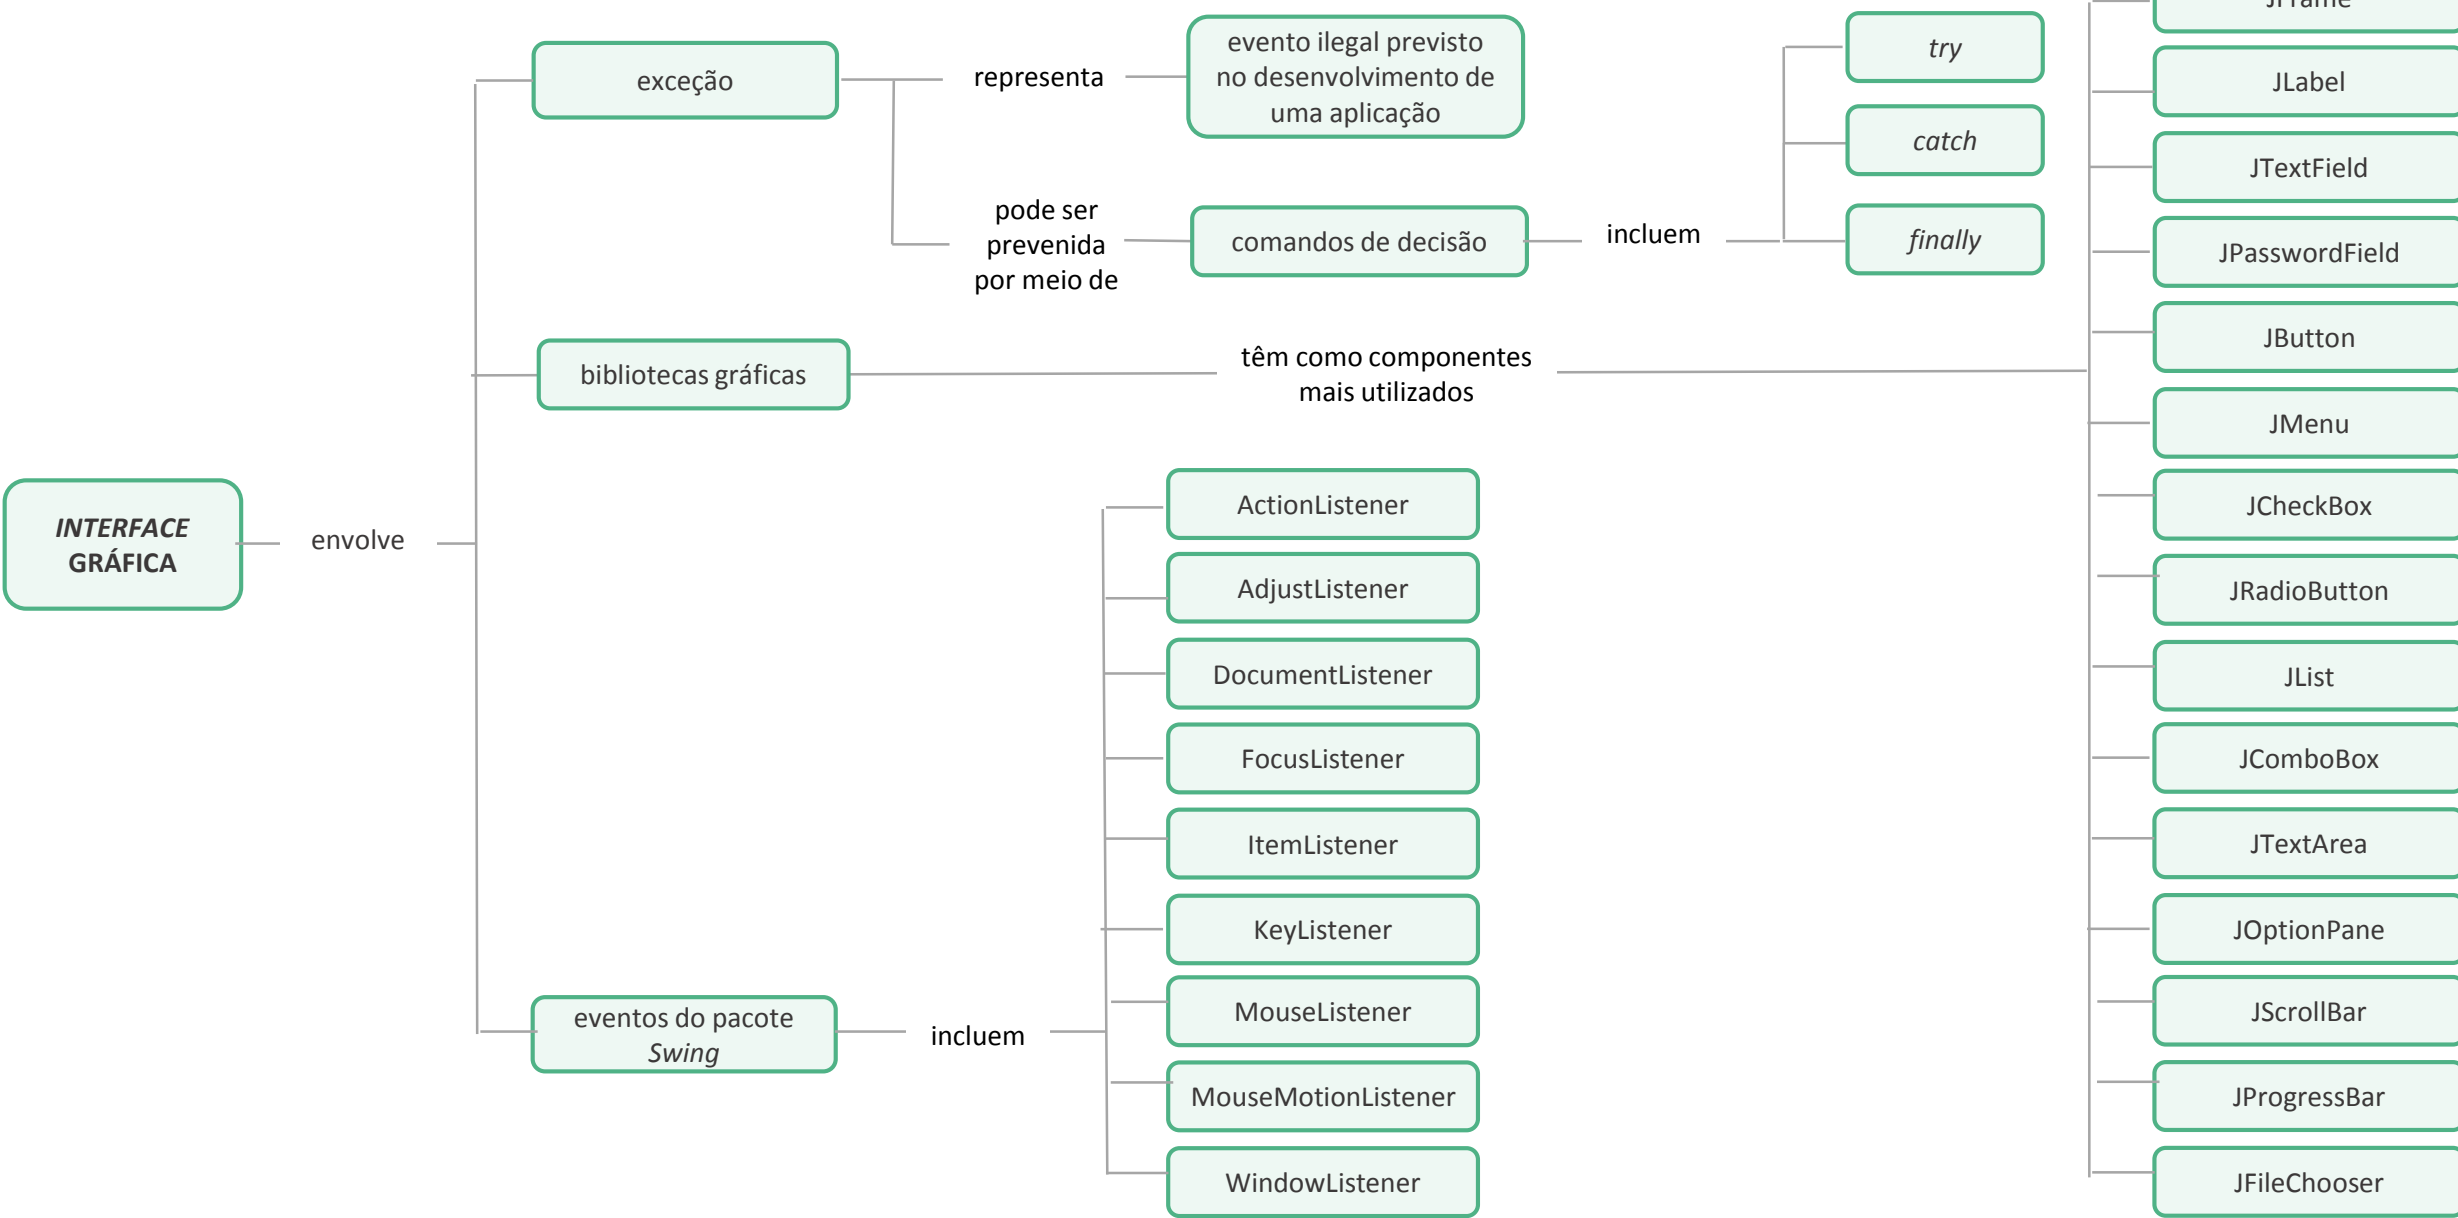 JFrame
exceção
representa
evento ilegal previsto
no desenvolvimento de
uma aplicação
try
catch
finally
pode ser
prevenida
por meio de
comandos de decisão
incluem
JLabel
JTextField
JPasswordField
JButton
JMenu
JCheckBox
JRadioButton
JList
JComboBox
JTextArea
JOptionPane
JScrollBar
JProgressBar
JFileChooser
bibliotecas gráficas
têm como componentes
mais utilizados
INTERFACE
GRÁFICA
envolve
ActionListener
AdjustListener
DocumentListener
FocusListener
ItemListener
KeyListener
MouseListener
MouseMotionListener
WindowListener
eventos do pacote
Swing
incluem